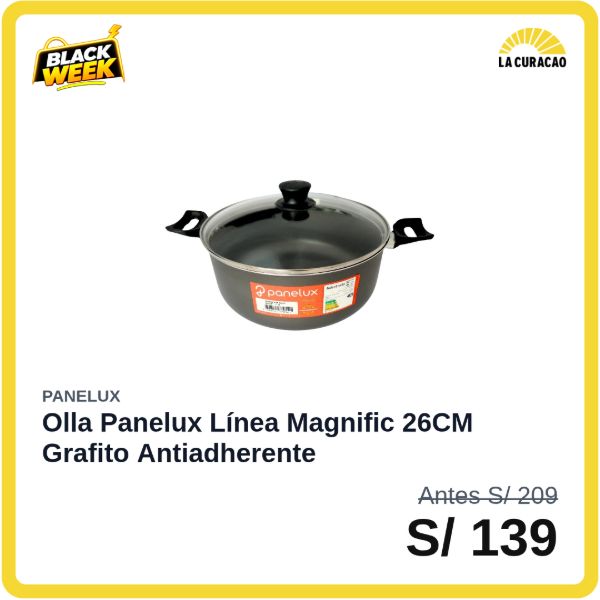 BLACK
WEEK
LA CURACAO
panelux
PANELUX
Olla Panelux Línea Magnific 26CM
Grafito Antiadherente
Antes S/ 209
S/ 139